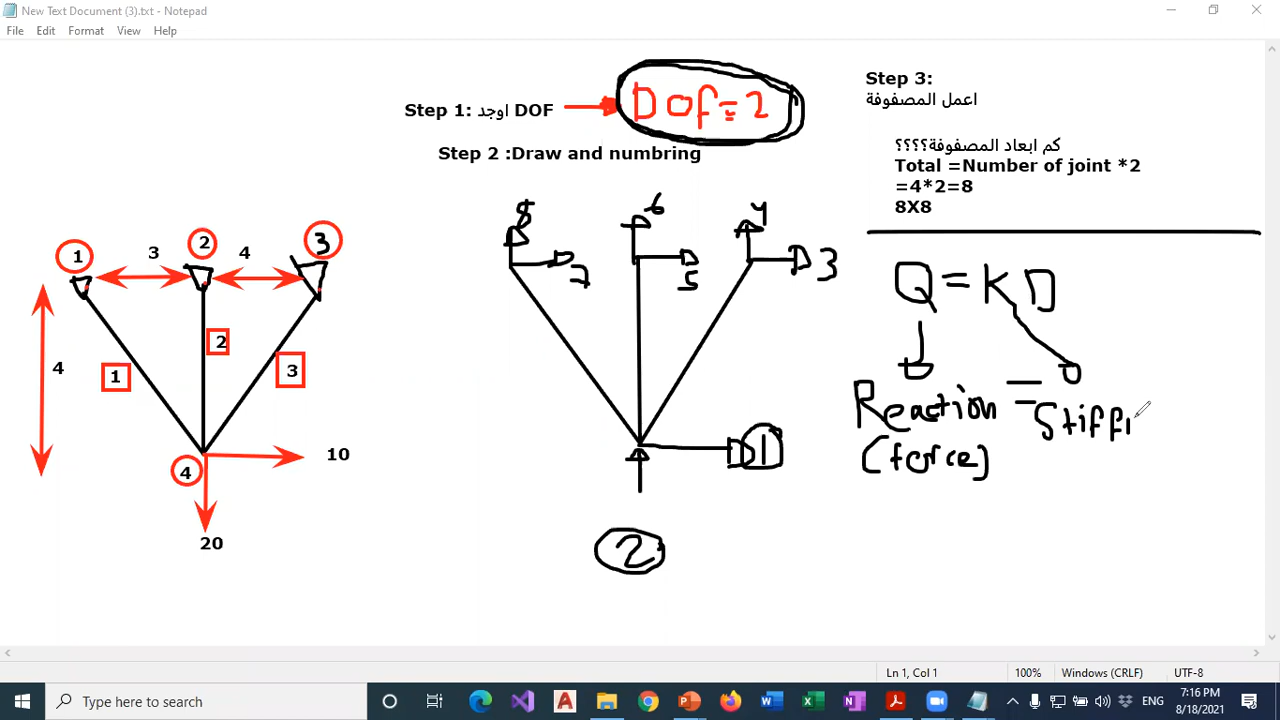 New Text Document (3).txt - Notepad
File Edit Format View Help
Step 1: اوجد DOF
DOF=2
Step 2 :Draw and numbring
Step 3:
اعمل المصفوفة
كم ابعاد المصفوفة؟؟؟؟
Total =Number of joint *2
=4*2=8
8X8
1 3 2 4 3
4
1 2 3
4 10
20
8 6 4
7 5 3
1
2
Q = KD
Reaction = Stiffn
(force)
Ln 1, Col 1 100% Windows (CRLF) UTF-8
Type here to search
ENG
7:16 PM
8/18/2021